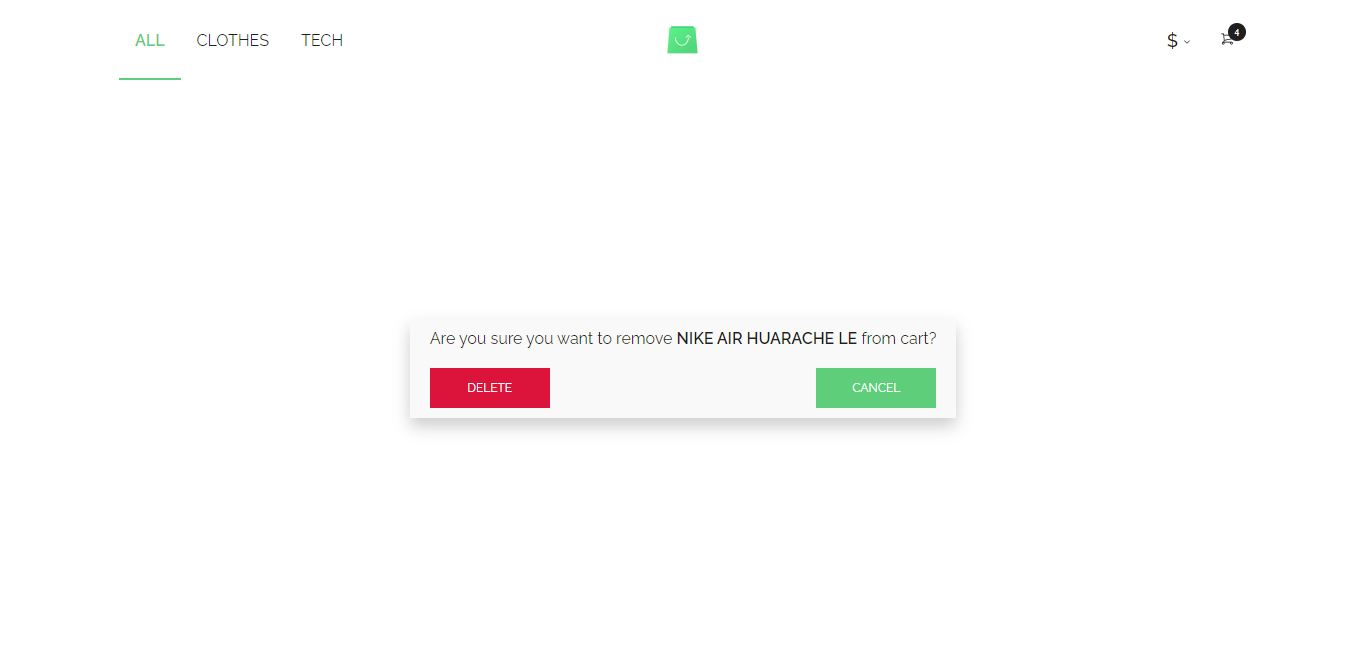 ALL CLOTHES TECH $ 4
Are you sure you want to remove NIKE AIR HUARACHE LE from cart?
DELETE CANCEL